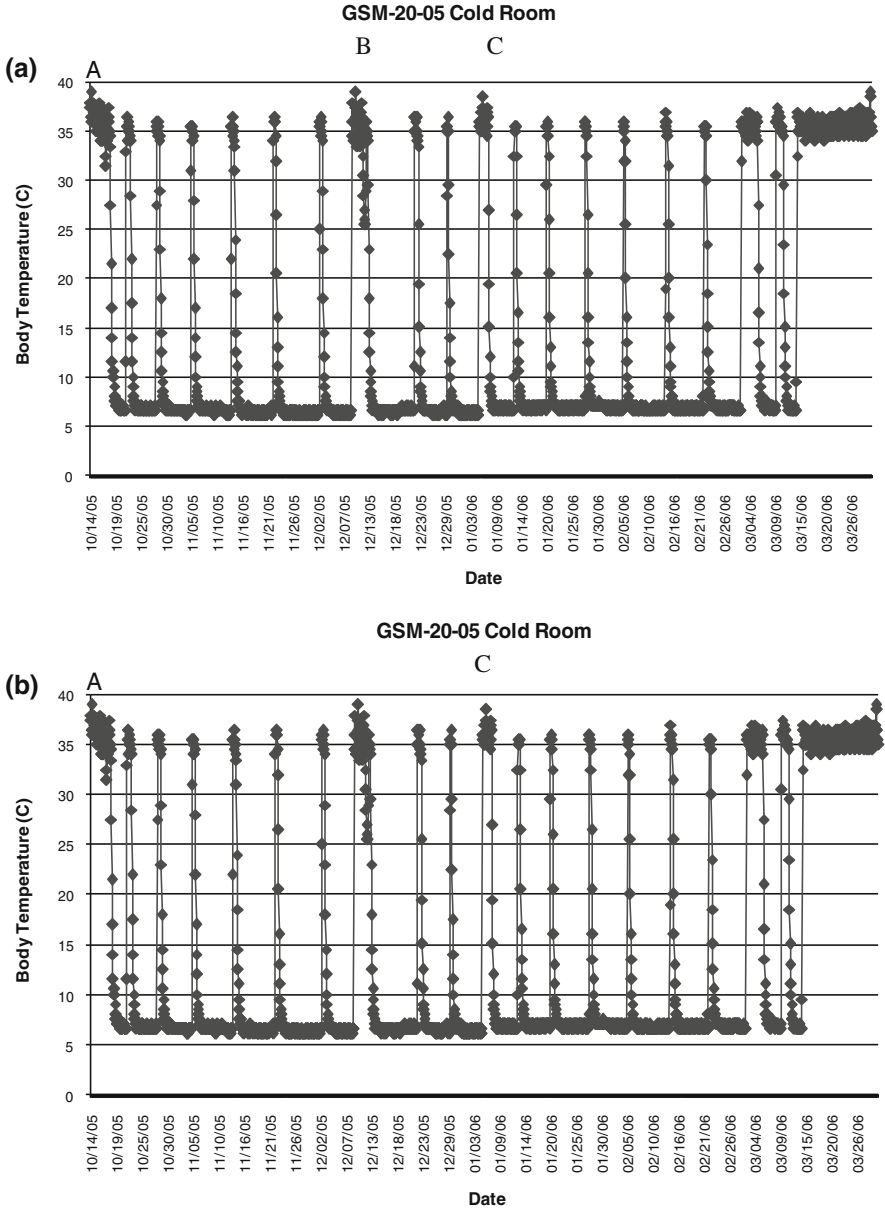 GSM-20-05 Cold Room
B C
(a)
A
40
35
30
25
20
15
10
5
0
Body Temperature (C)
10/14/05 10/19/05 10/25/05 10/30/05 11/05/05 11/10/05 11/16/05 11/21/05 11/26/05 12/02/05 12/07/05 12/13/05 12/18/05 12/23/05 12/29/05 01/03/06 01/09/06 01/14/06 01/20/06 01/25/06 01/30/06 02/05/06 02/10/06 02/16/06 02/21/06 02/26/06 03/04/06 03/09/06 03/15/06 03/20/06 03/26/06
Date
GSM-20-05 Cold Room
C
(b)
A
40
35
30
25
20
15
10
5
0
Body Temperature (C)
10/14/05 10/19/05 10/25/05 10/30/05 11/05/05 11/10/05 11/16/05 11/21/05 11/26/05 12/02/05 12/07/05 12/13/05 12/18/05 12/23/05 12/29/05 01/03/06 01/09/06 01/14/06 01/20/06 01/25/06 01/30/06 02/05/06 02/10/06 02/16/06 02/21/06 02/26/06 03/04/06 03/09/06 03/15/06 03/20/06 03/26/06
Date